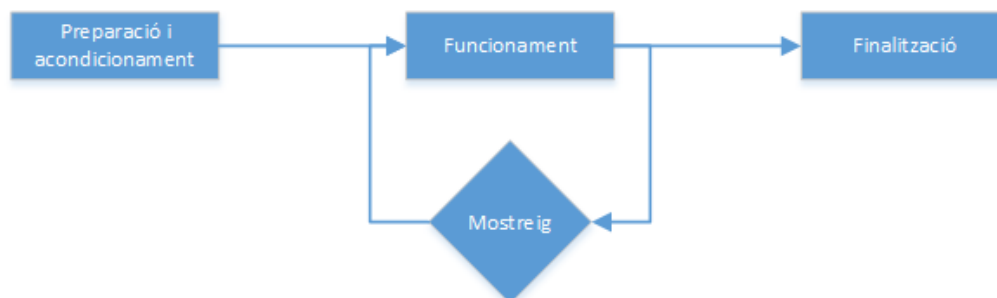 Preparació i
acondicionament
Funcionament
Finalització
Mostreig